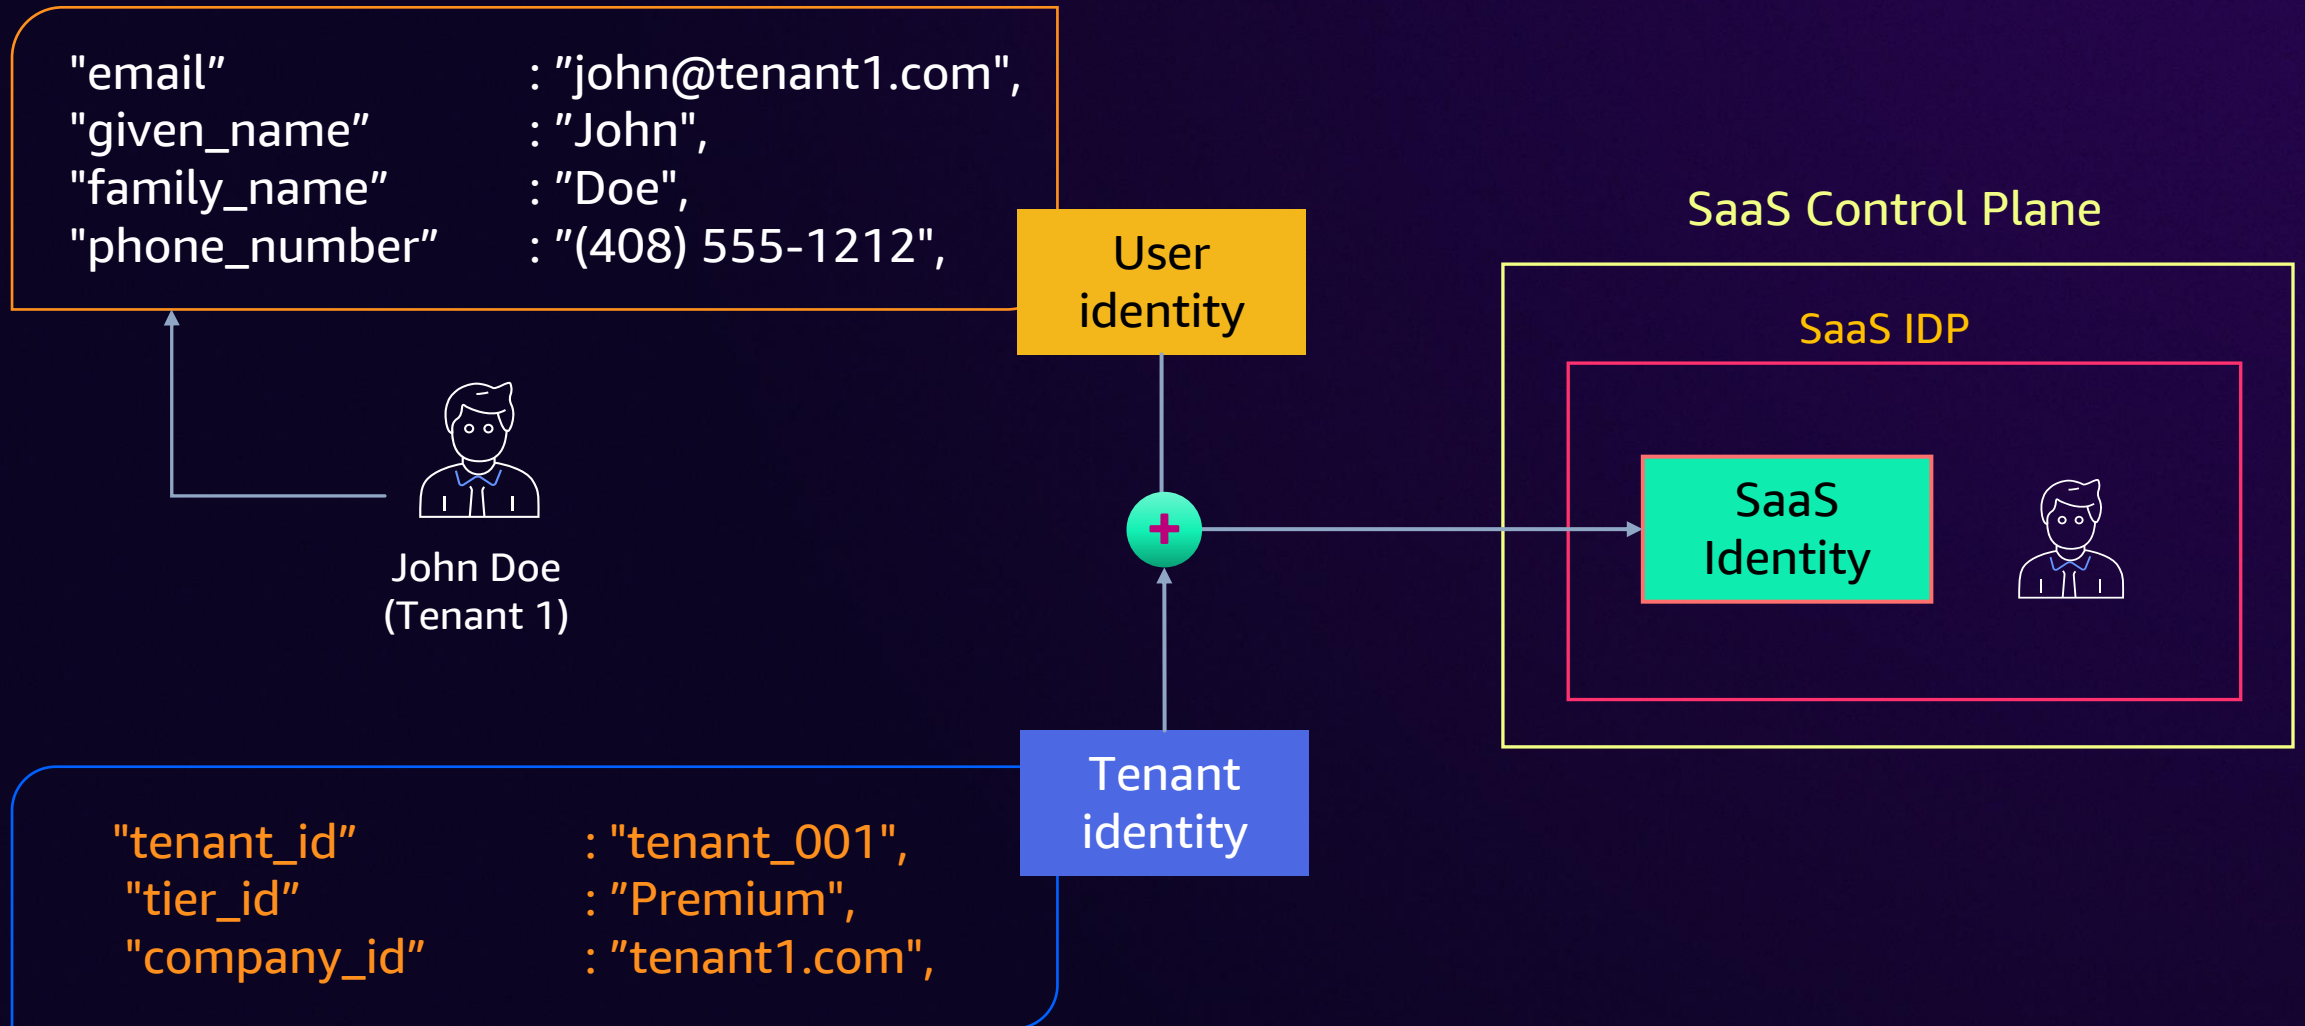 "email” : ”john@tenant1.com",
"given_name” : ”John",
"family_name” : ”Doe",
"phone_number” : ”(408) 555-1212",
User
identity
SaaS Control Plane
SaaS IDP
SaaS
Identity
+
John Doe
(Tenant 1)
Tenant
identity
"tenant_id” : "tenant_001",
"tier_id” : ”Premium",
"company_id” : ”tenant1.com",